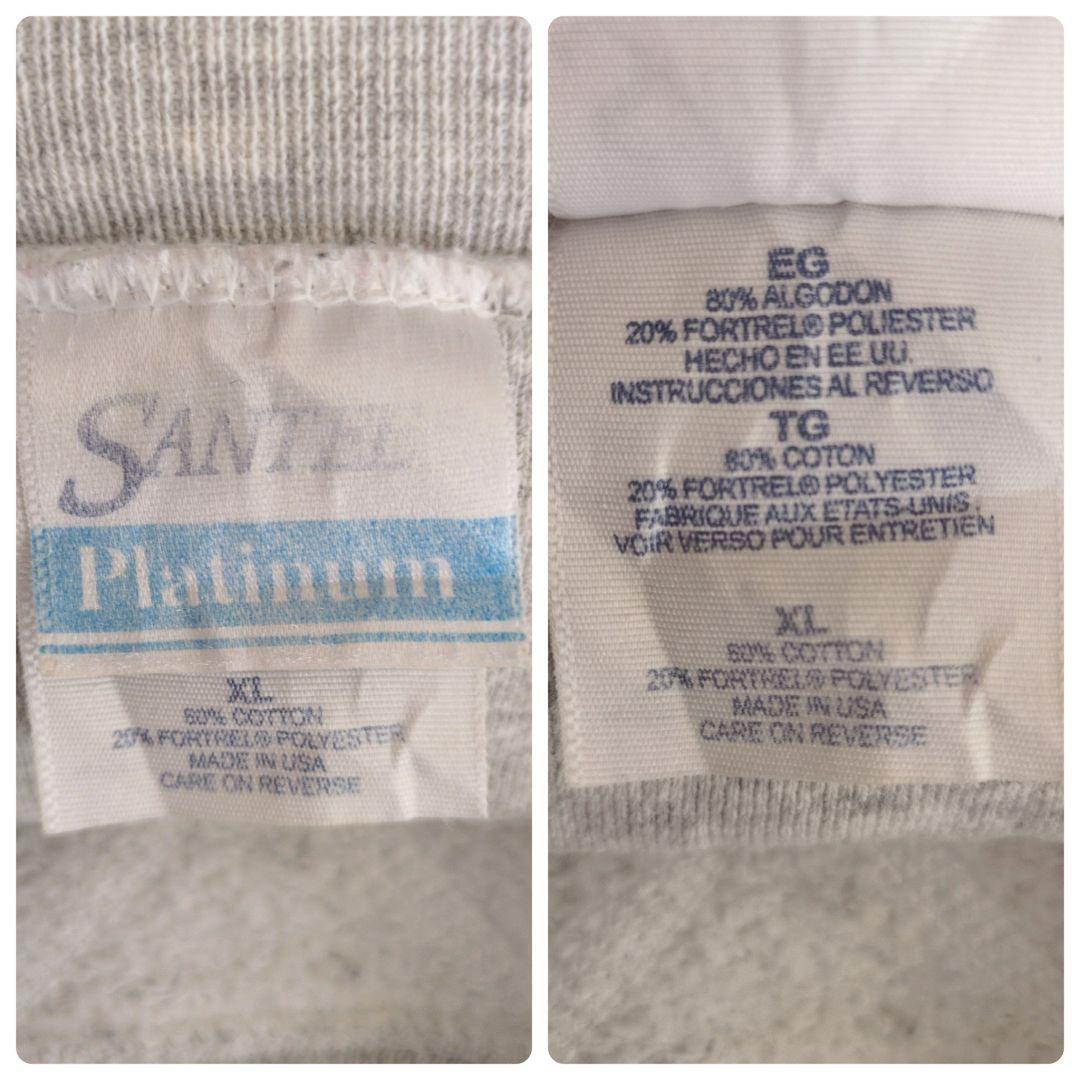 SANTEE
Platinum
XL
80% COTTON
20% FORTREL® POLYESTER
MADE IN USA
CARE ON REVERSE
EG
80% ALGODON
20% FORTREL® POLIESTER
HECHO EN EE.UU.
INSTRUCCIONES AL REVERSO
TG
80% COTON
20% FORTREL® POLYESTER
FABRIQUE AUX ETATS-UNIS
VOIR VERSO POUR ENTRETIEN
XL
80% COTTON
20% FORTREL® POLYESTER
MADE IN USA
CARE ON REVERSE